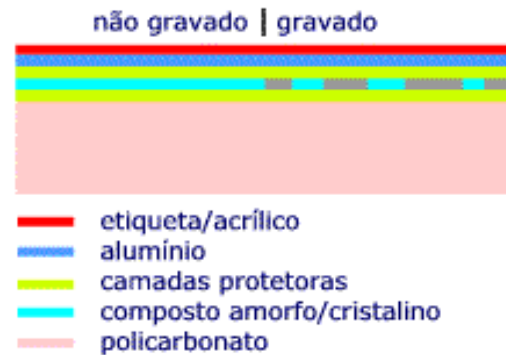 não gravado | gravado
etiqueta/acrílico
alumínio
camadas protetoras
composto amorfo/cristalino
policarbonato